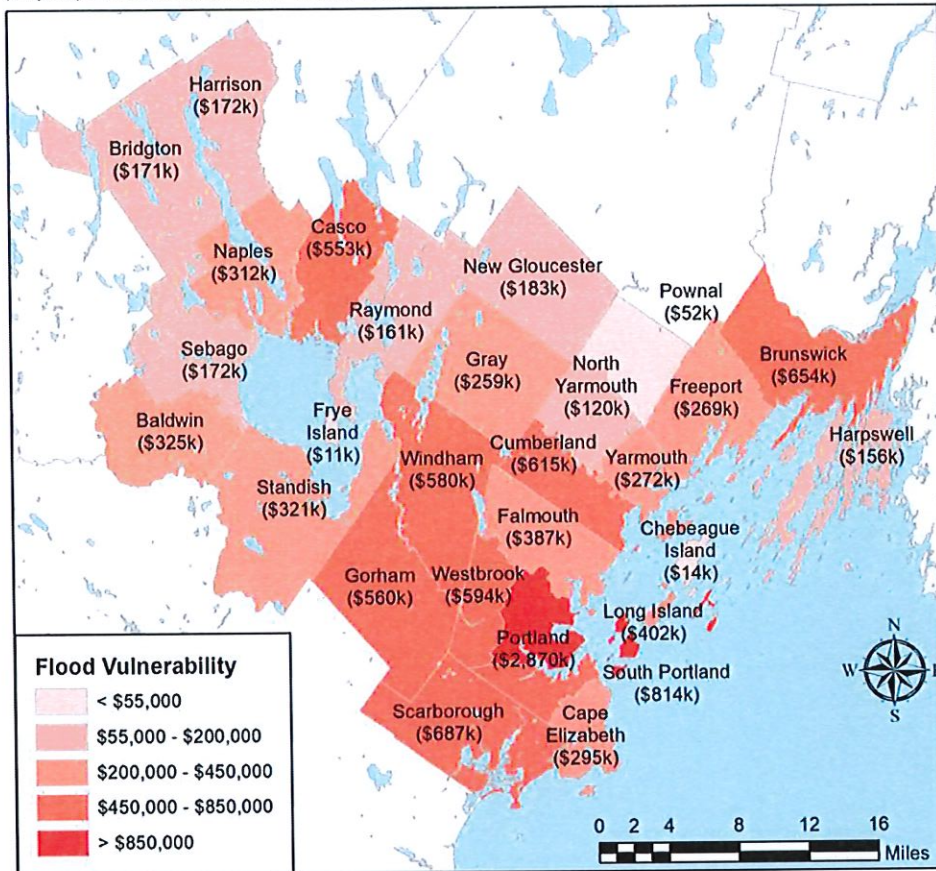 Harrison
($172k)
Bridgton
($171k)
Casco
($553k)
Naples
($312k)
New Gloucester
($183k)
Raymond
($161k)
Pownal
($52k)
Sebago
($172k)
Gray
($259k)
North
Yarmouth
($120k)
Freeport
($269k)
Brunswick
($654k)
Baldwin
($325k)
Frye
Island
($11k)
Windham
($580k)
Cumberland
($615k)
Yarmouth
($272k)
Harpswell
($156k)
Standish
($321k)
Falmouth
($387k)
Chebeague
Island
($14k)
Gorham
($560k)
Westbrook
($594k)
Long Island
($402k)
Portland
($2,870k)
South Portland
($814k)
Scarborough
($687k)
Cape
Elizabeth
($295k)
N
W E
S
Flood Vulnerability
< $55,000
$55,000 - $200,000
$200,000 - $450,000
$450,000 - $850,000
> $850,000
0 2 4 8 12 16
Miles